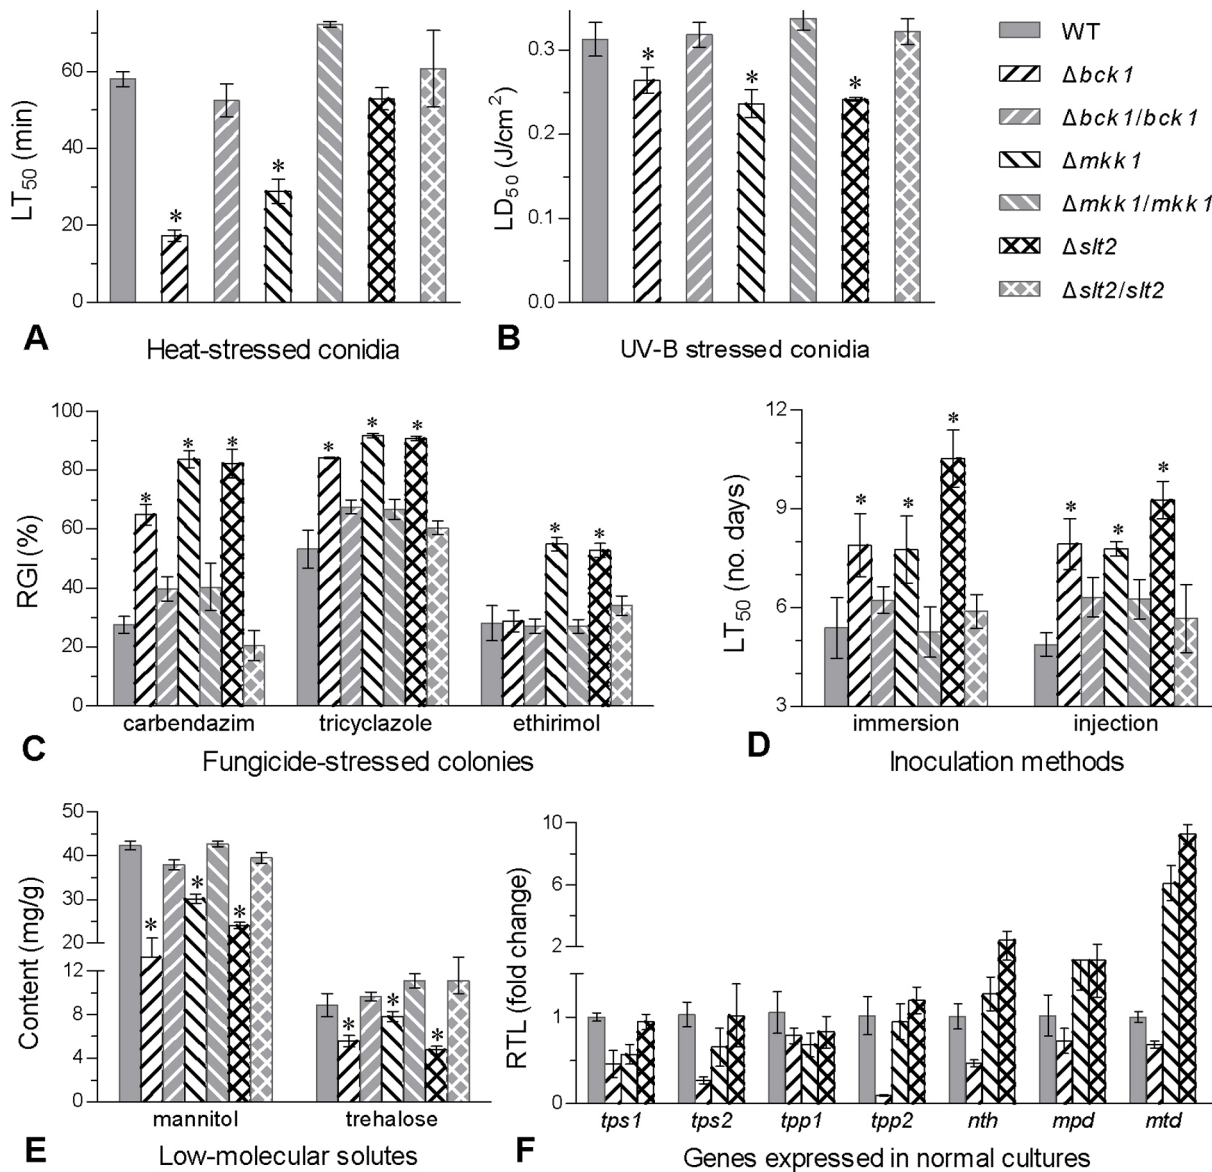 LT50 (min)
60
40
20
0
*
*
A
Heat-stressed conidia
LD50 (J/cm2)
0.3
0.2
0.1
0.0
*
*
*
B
UV-B stressed conidia
WT
Δbck1
Δbck1/bck1
Δmkk1
Δmkk1/mkk1
Δslt2
Δslt2/slt2
RGI (%)
100
80
60
40
20
0
*
*
*
*
*
*
*
*
carbendazim tricyclazole ethirimol
C
Fungicide-stressed colonies
LT50 (no. days)
12
9
6
3
*
*
*
*
*
*
immersion injection
D
Inoculation methods
Content (mg/g)
50
40
30
20
12
8
4
0
*
*
*
*
*
*
mannitol trehalose
E
Low-molecular solutes
RTL (fold change)
10
6
2
1
0
tps1 tps2 tpp1 tpp2 nth mpd mtd
F
Genes expressed in normal cultures